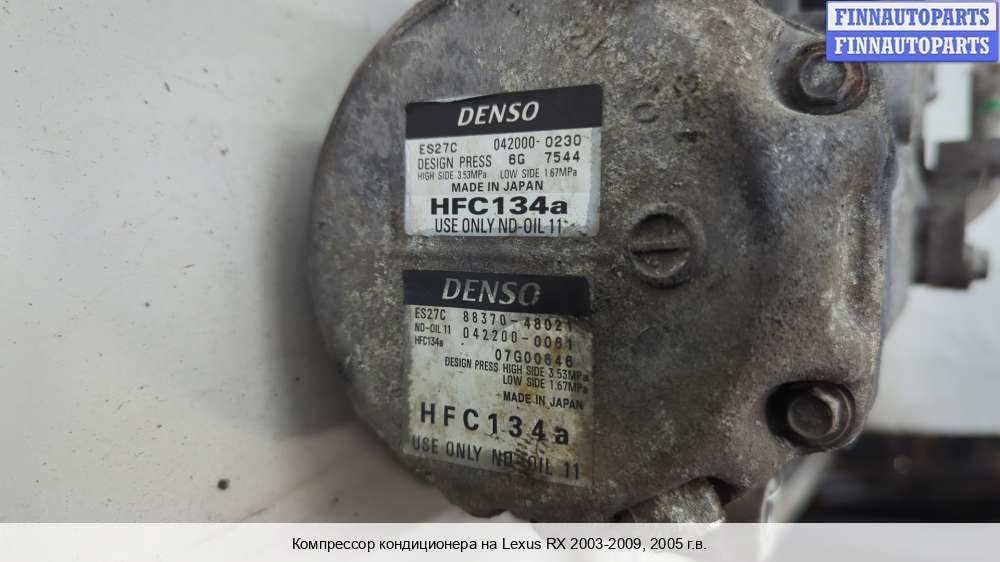 FINNAUTOPARTS
FINNAUTOPARTS
DENSO
ES27C 042000-0230
DESIGN PRESS 6G 7544
HIGH SIDE 3.53MPa LOW SIDE 1.67MPa
MADE IN JAPAN
HFC134a
USE ONLY ND-OIL 11
DENSO
ES27C 88370-48021
ND-OIL 11 042200-0061
HFC134a 07G00646
DESIGN PRESS HIGH SIDE 3.53MPa
LOW SIDE 1.67MPa
MADE IN JAPAN
HFC134a
USE ONLY ND-OIL 11
Компрессор кондиционера на Lexus RX 2003-2009, 2005 г.в.